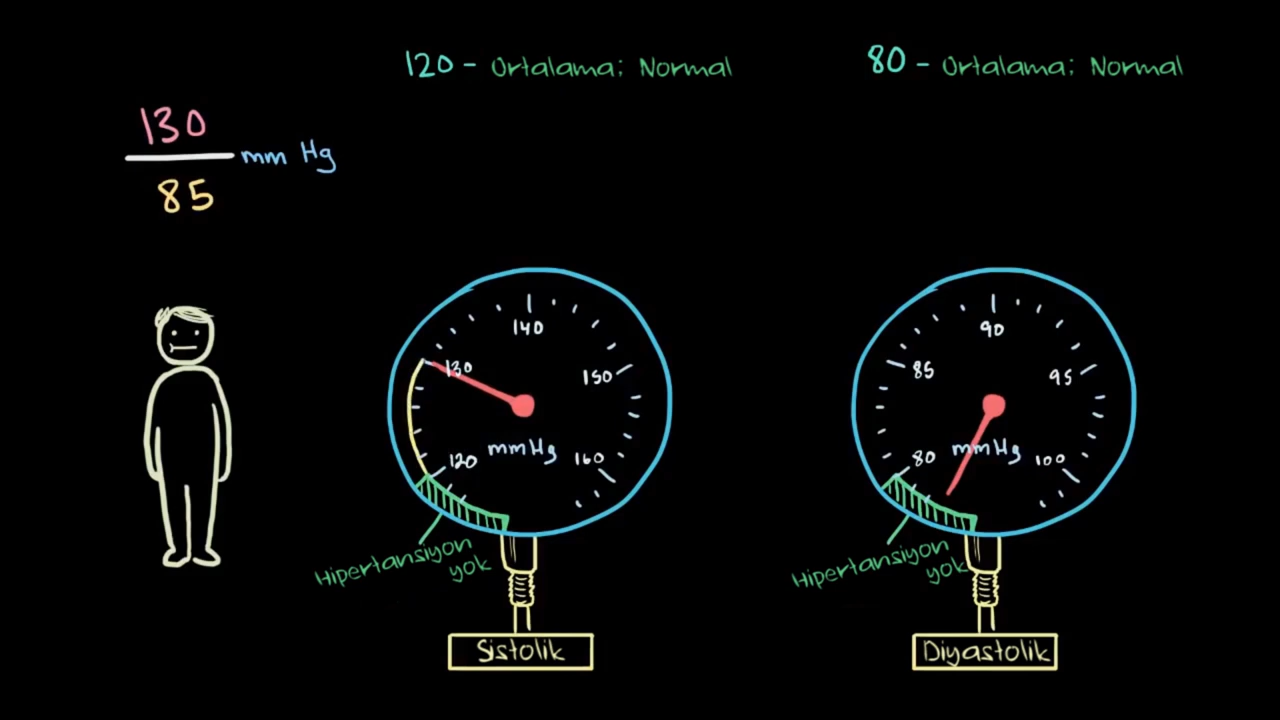 120 - Ortalama; Normal
80 - Ortalama; Normal
130
mm Hg
85
140
130
150
mmHg
120
160
90
85
95
mmHg
80
100
Hipertansiyon
yok
Hipertansiyon
yok
Sistolik
Diyastolik